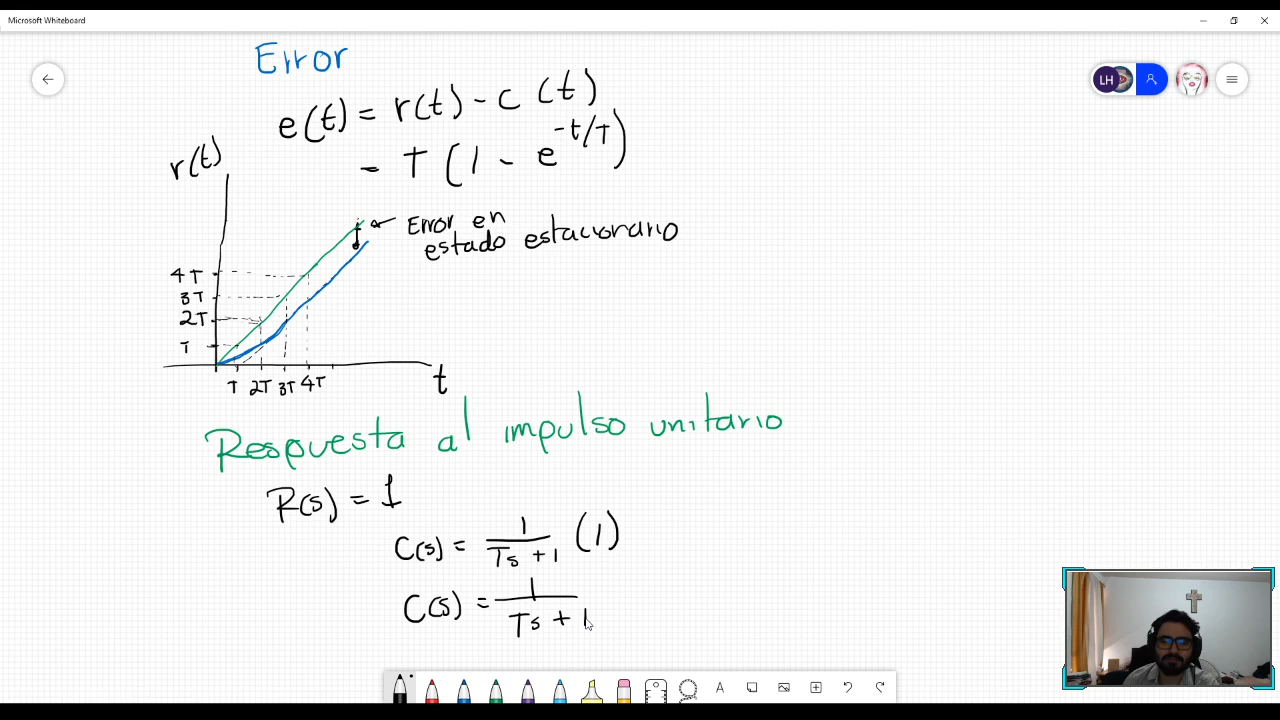 Microsoft Whiteboard
Error
LH
e(t) = r(t) - c(t)
= T(1 - e^{-t/T})
r(t)
Error en
estado estacionario
4T
3T
2T
T
T 2T 3T 4T
t
Respuesta al impulso unitario
R(s) = 1
C(s) = 1/(Ts + 1) (1)
C(s) = 1/(Ts + 1)
A